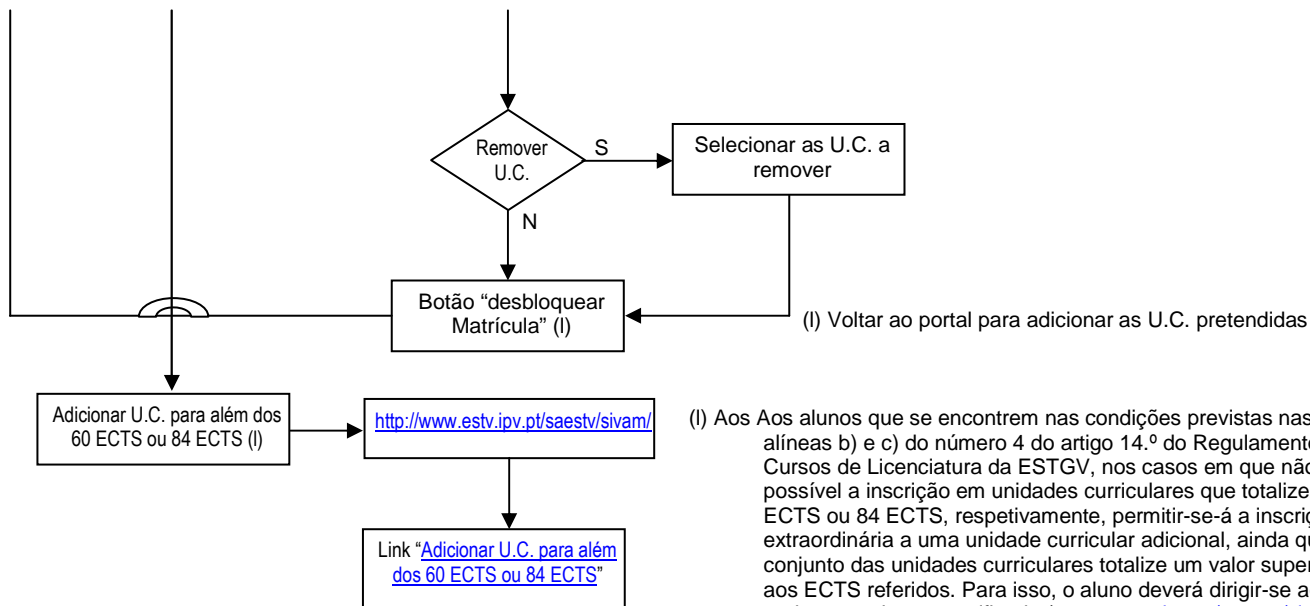 Remover
U.C.
S
Selecionar as U.C. a
remover
N
Botão “desbloquear
Matrícula” (l)
(l) Voltar ao portal para adicionar as U.C. pretendidas
Adicionar U.C. para além dos
60 ECTS ou 84 ECTS (l)
http://www.estv.ipv.pt/saestv/sivam/
Link “Adicionar U.C. para além
dos 60 ECTS ou 84 ECTS”
(l) Aos Aos alunos que se encontrem nas condições previstas nas
alíneas b) e c) do número 4 do artigo 14.º do Regulamento
Cursos de Licenciatura da ESTGV, nos casos em que não
possível a inscrição em unidades curriculares que totalize
ECTS ou 84 ECTS, respetivamente, permitir-se-á a inscriç
extraordinária a uma unidade curricular adicional, ainda qu
conjunto das unidades curriculares totalize um valor super
aos ECTS referidos. Para isso, o aluno deverá dirigir-se a